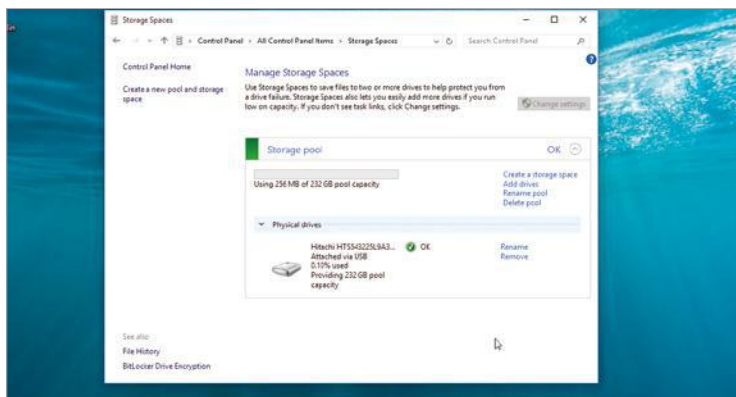 Storage Spaces
Control Panel > All Control Panel Items > Storage Spaces
Search Control Panel
Control Panel Home
Create a new pool and storage
space
Manage Storage Spaces
Use Storage Spaces to save files to two or more drives to help protect you from
a drive failure. Storage Spaces also lets you easily add more drives if you run
low on capacity. If you don't see task links, click Change settings.
Change settings
Storage pool
OK
Using 256 MB of 232 GB pool capacity
Create a storage space
Add drives
Rename pool
Delete pool
Physical drives
Hitachi HTS543225L9A3...
OK
Attached via USB
0.10% used
Providing 232 GB pool
capacity
Rename
Remove
See also
File History
BitLocker Drive Encryption